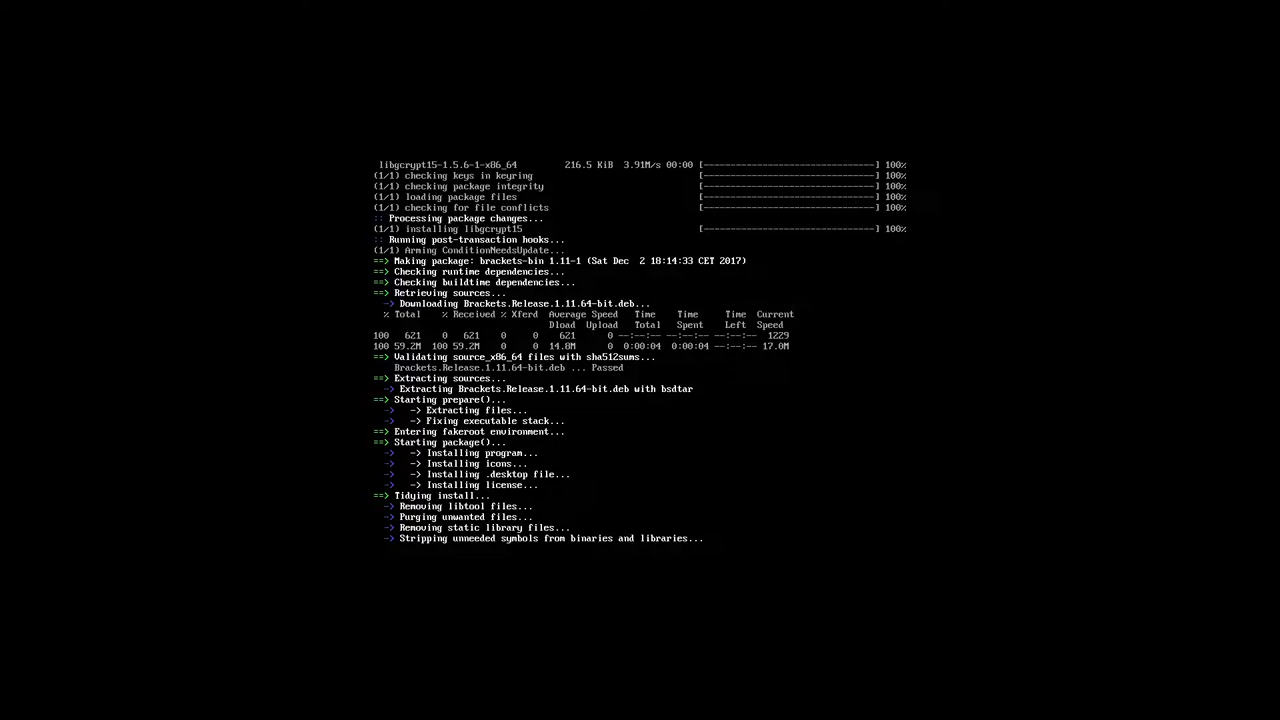 libgcrypt15-1.5.6-1-x86_64 216.5 KiB 3.91M/s 00:00 [--------------------------------] 100%
(1/1) checking keys in keyring [--------------------------------] 100%
(1/1) checking package integrity [--------------------------------] 100%
(1/1) loading package files [--------------------------------] 100%
(1/1) checking for file conflicts [--------------------------------] 100%
:: Processing package changes...
(1/1) installing libgcrypt15 [--------------------------------] 100%
:: Running post-transaction hooks...
(1/1) Arming ConditionNeedsUpdate...
==> Making package: brackets-bin 1.11-1 (Sat Dec  2 18:14:33 CET 2017)
==> Checking runtime dependencies...
==> Checking buildtime dependencies...
==> Retrieving sources...
-> Downloading Brackets.Release.1.11.64-bit.deb...
% Total % Received % Xferd Average Speed Time Time Time Current
Dload Upload Total Spent Left Speed
100 621 0 621 0 0 621 0 --:--:-- --:--:-- --:--:-- 1229
100 59.2M 100 59.2M 0 0 14.8M 0 0:00:04 0:00:04 --:--:-- 17.0M
==> Validating source_x86_64 files with sha512sums...
Brackets.Release.1.11.64-bit.deb ... Passed
==> Extracting sources...
-> Extracting Brackets.Release.1.11.64-bit.deb with bsdtar
==> Starting prepare()...
-> -> Extracting files...
-> -> Fixing executable stack...
==> Entering fakeroot environment...
==> Starting package()...
-> -> Installing program...
-> -> Installing icons...
-> -> Installing .desktop file...
-> -> Installing license...
==> Tidying install...
-> Removing libtool files...
-> Purging unwanted files...
-> Removing static library files...
-> Stripping unneeded symbols from binaries and libraries...